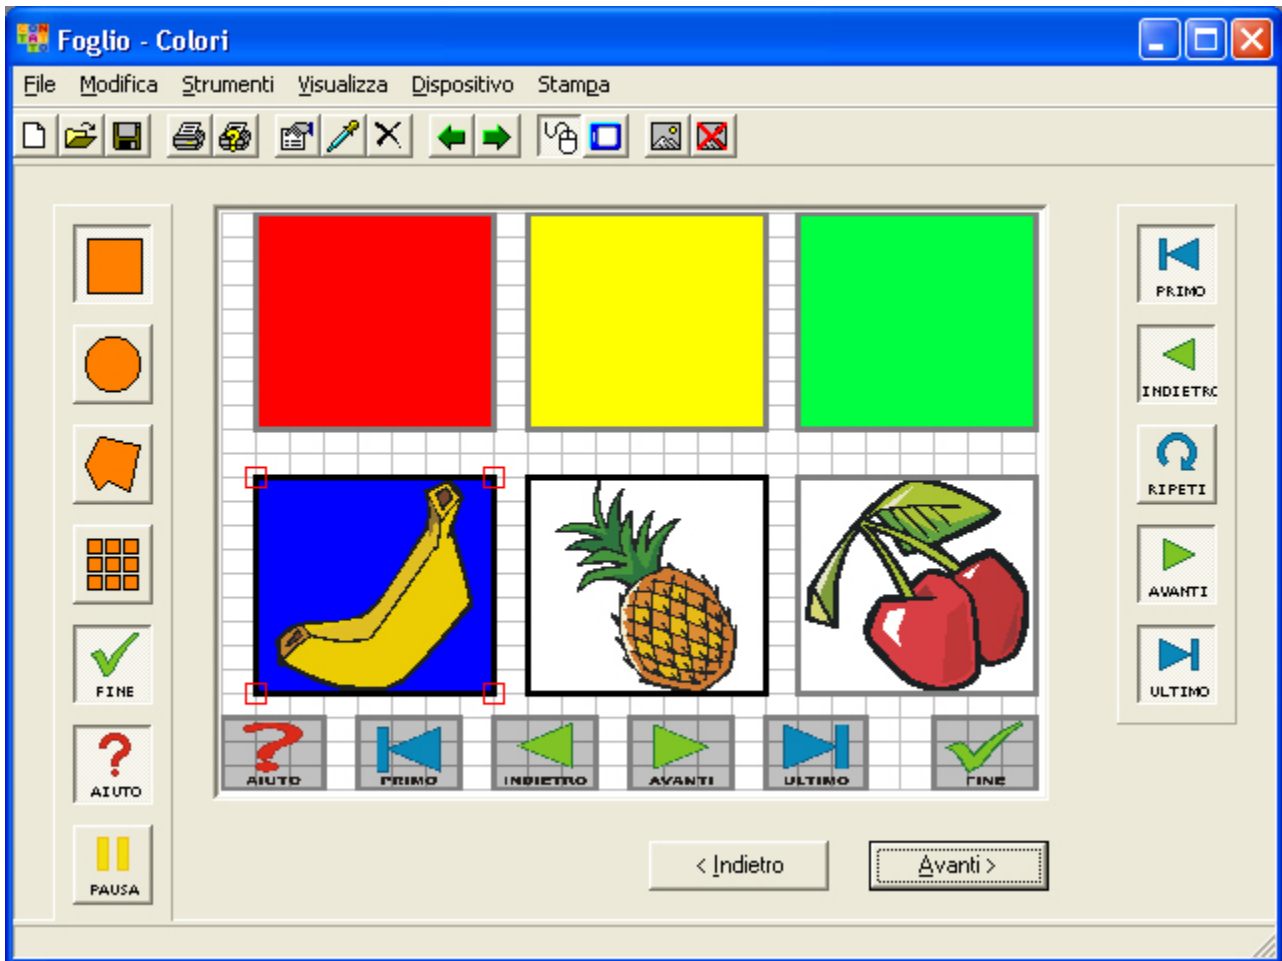 CONTATTO
Foglio - Colori
File Modifica Strumenti Visualizza Dispositivo Stampa
PRIMO
INDIETRO
RIPETI
AVANTI
ULTIMO
FINE
AIUTO
PAUSA
AIUTO PRIMO INDIETRO AVANTI ULTIMO FINE
< Indietro Avanti >